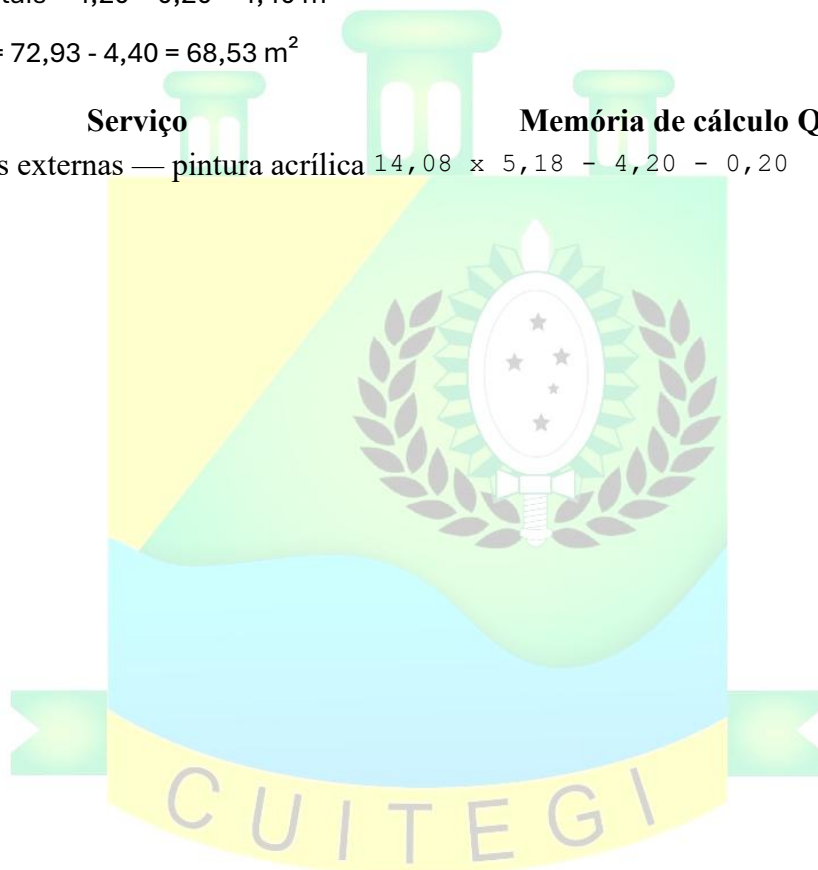 = 72,93 - 4,40 = 68,53 m²
Serviço Memória de cálculo Q
s externas — pintura acrílica 14,08 x 5,18 - 4,20 - 0,20
CUITEGI